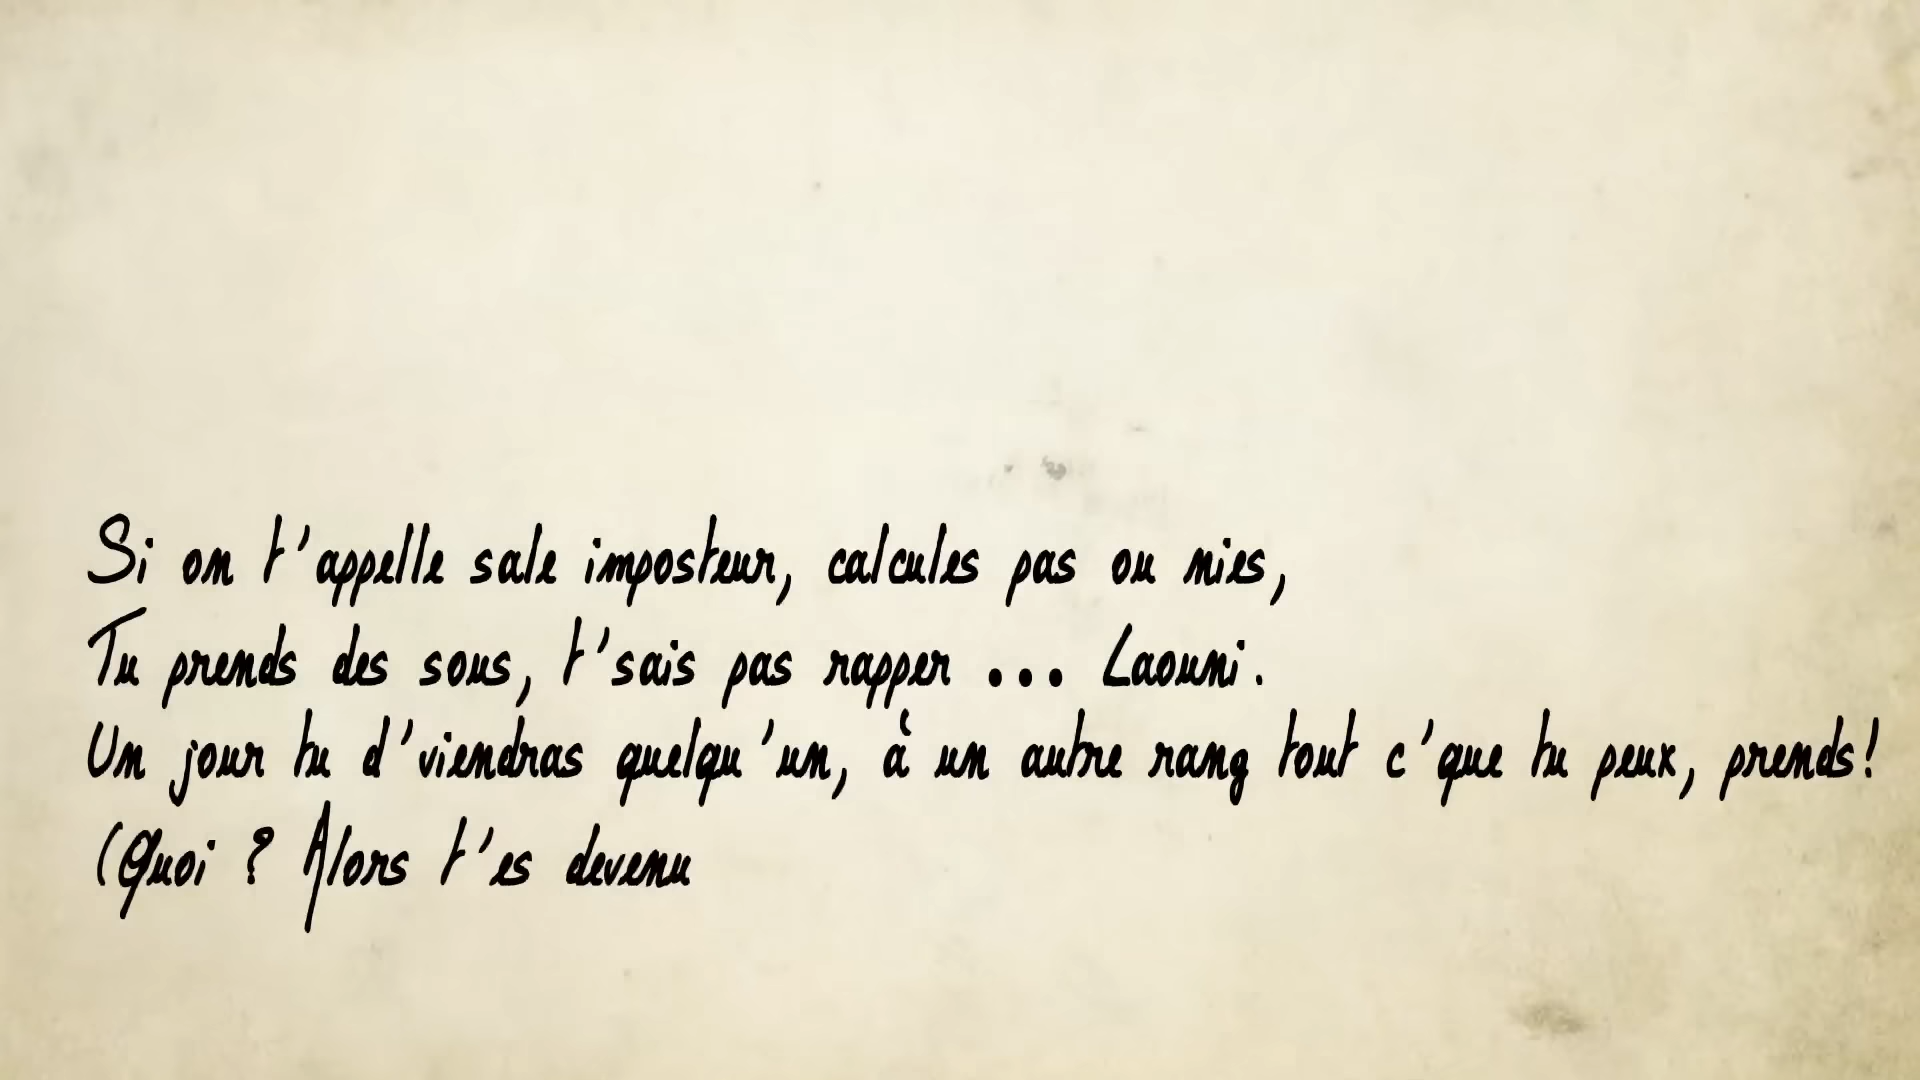 Si on t'appelle sale imposteur, calcules pas ou nies,
Tu prends des sous, t'sais pas rapper ... Laouni.
Un jour tu d'viendras quelqu'un, à un autre rang tout c'que tu peux, prends!
(Quoi ? Alors t'es devenu